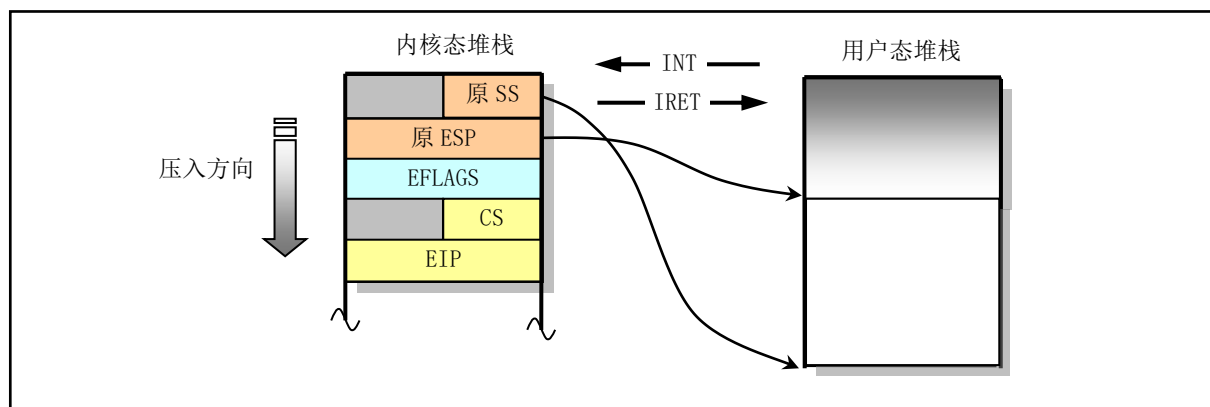 内核态堆栈
用户态堆栈
INT
IRET
原 SS
原 ESP
压入方向
EFLAGS
CS
EIP